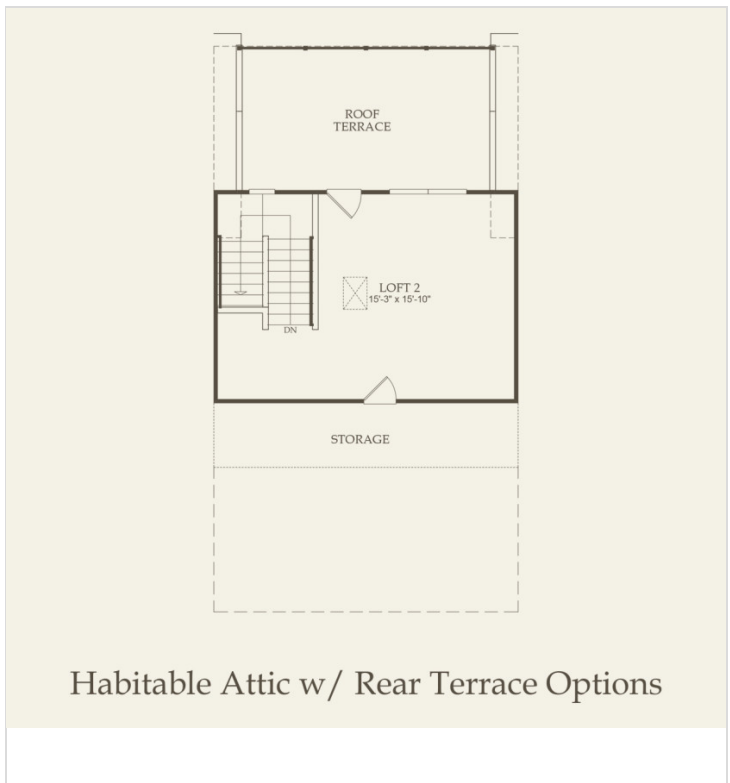 ROOF
TERRACE
LOFT 2
15'-3" x 15'-10"
DN
STORAGE
Habitable Attic w/ Rear Terrace Options